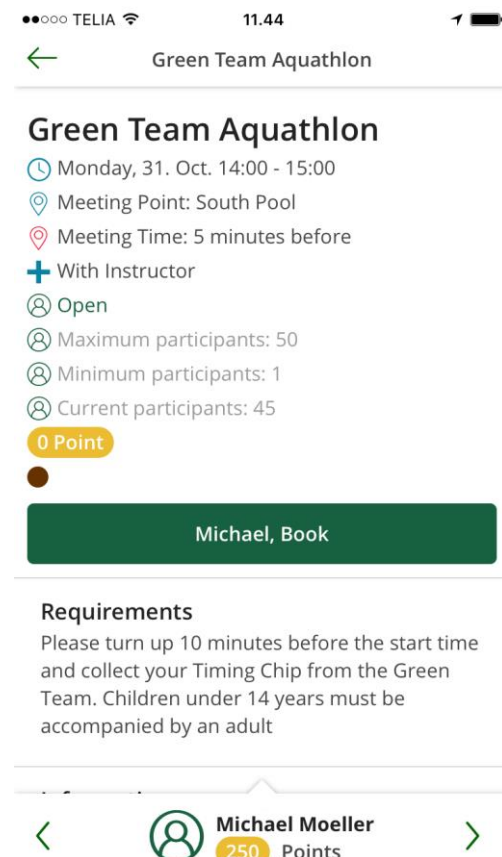 TELIA 11.44
Green Team Aquathlon
Green Team Aquathlon
Monday, 31. Oct. 14:00 - 15:00
Meeting Point: South Pool
Meeting Time: 5 minutes before
With Instructor
Open
Maximum participants: 50
Minimum participants: 1
Current participants: 45
0 Point
Michael, Book
Requirements
Please turn up 10 minutes before the start time
and collect your Timing Chip from the Green
Team. Children under 14 years must be
accompanied by an adult
Michael Moeller
250 Points